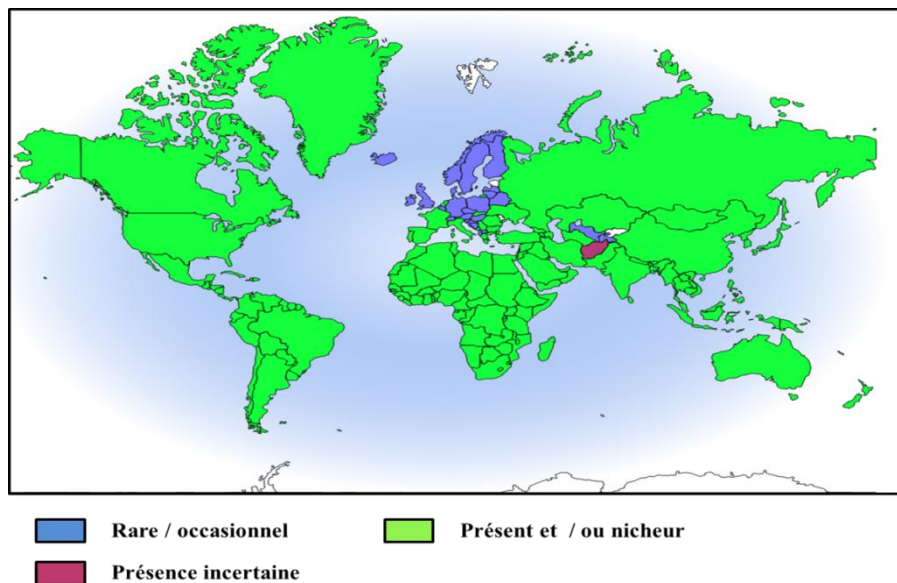 Rare / occasionnel
Présent et / ou nicheur
Présence incertaine